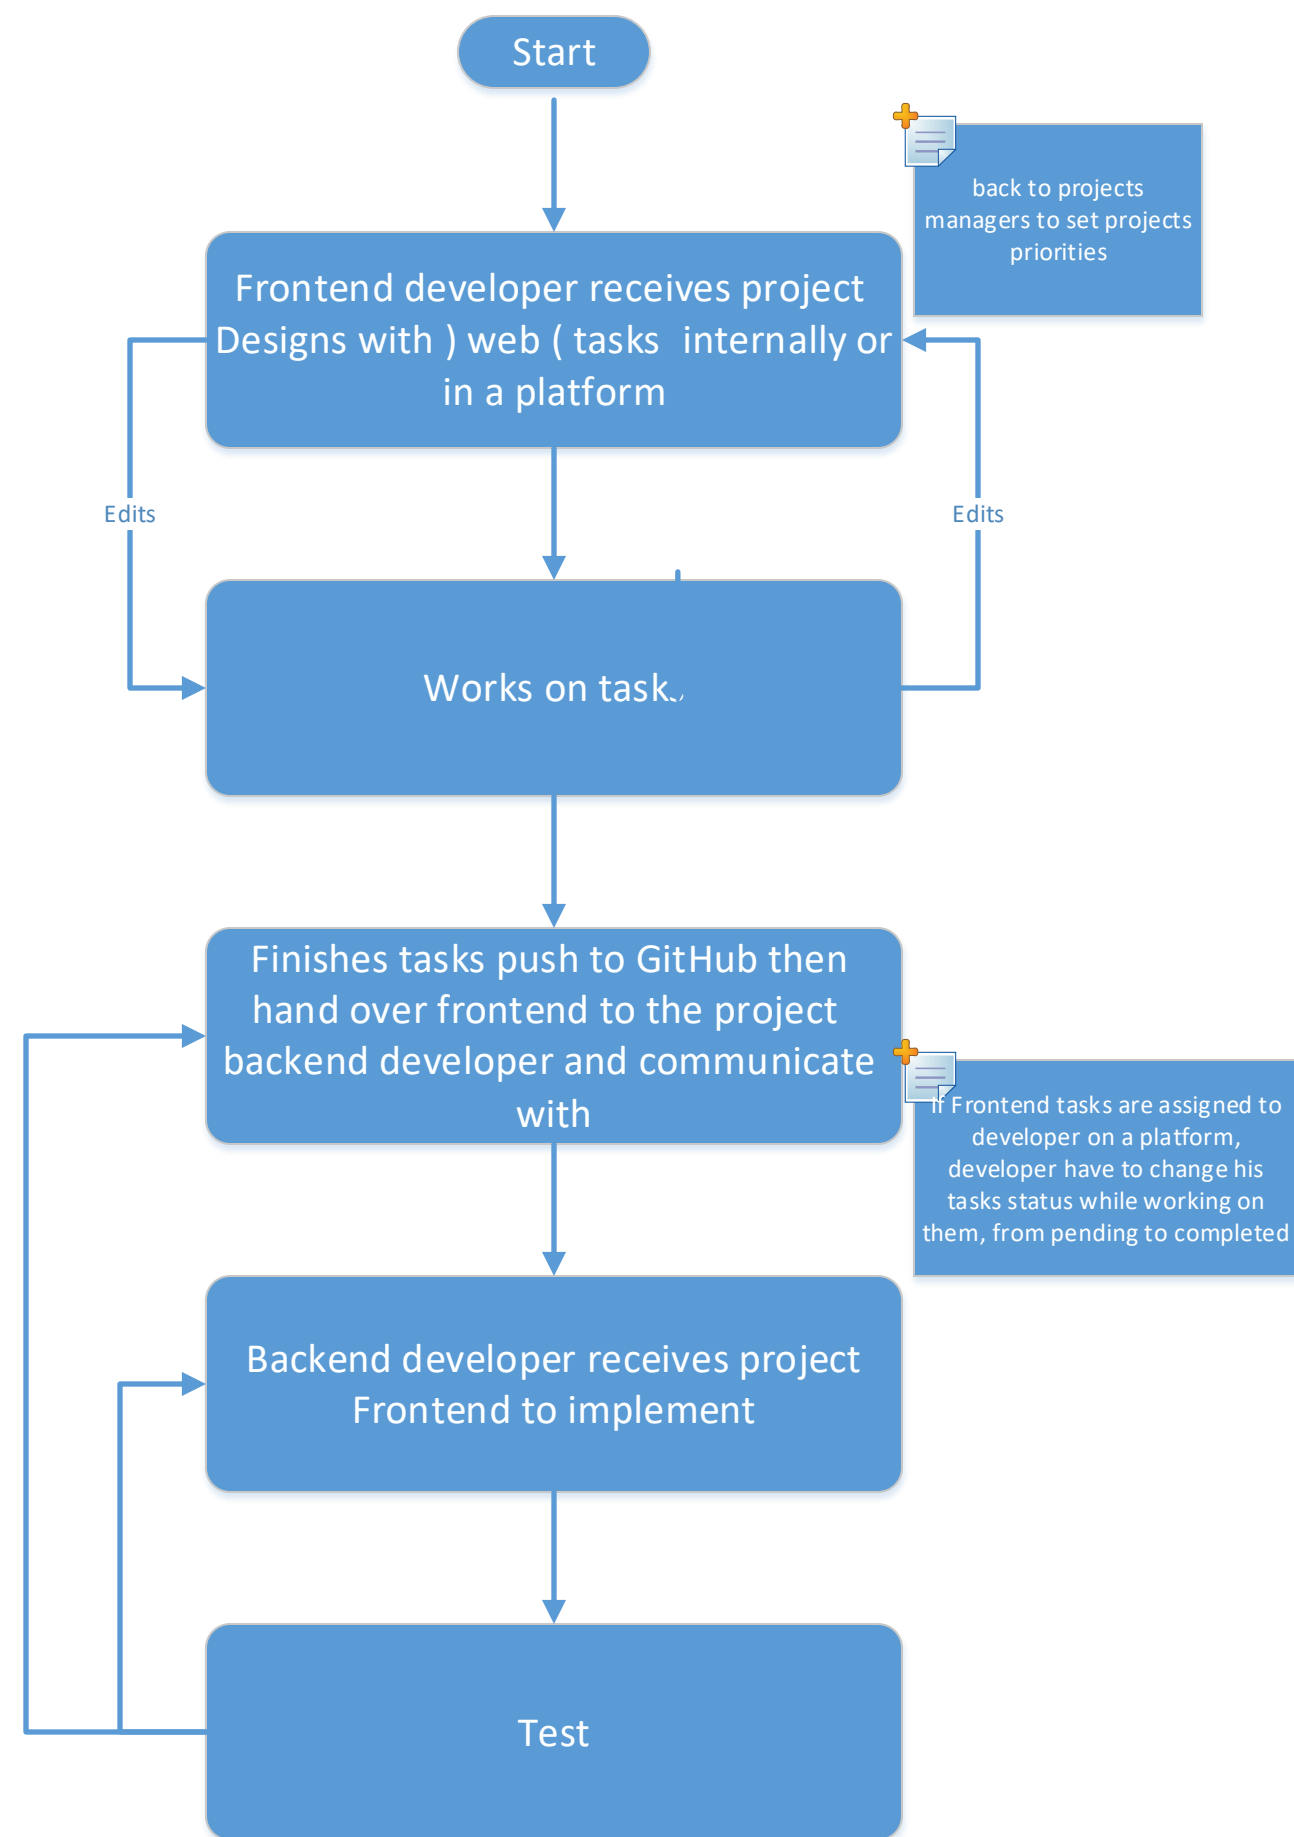 Start
back to projects
managers to set projects
priorities
Frontend developer receives project
Designs with ) web ( tasks internally or
in a platform
Edits
Edits
Works on tasks
Finishes tasks push to GitHub then
hand over frontend to the project
backend developer and communicate
with
If Frontend tasks are assigned to
developer on a platform,
developer have to change his
tasks status while working on
them, from pending to completed
Backend developer receives project
Frontend to implement
Test